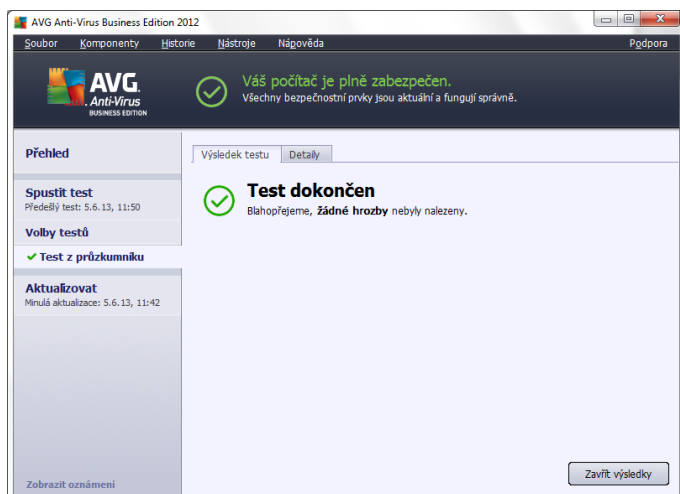 AVG Anti-Virus Business Edition 2012
Soubor Komponenty Historie Nástroje Nápověda Podpora
AVG.
Anti-Virus
BUSINESS EDITION
Váš počítač je plně zabezpečen.
Všechny bezpečnostní prvky jsou aktuální a fungují správně.
Přehled
Spustit test
Předešlý test: 5.6.13, 11:50
Volby testů
Test z průzkumníku
Aktualizovat
Minulá aktualizace: 5.6.13, 11:42
Zobrazit oznámení
Výsledek testu Detaily
Test dokončen
Blahopřejeme, žádné hrozby nebyly nalezeny.
Zavřít výsledky